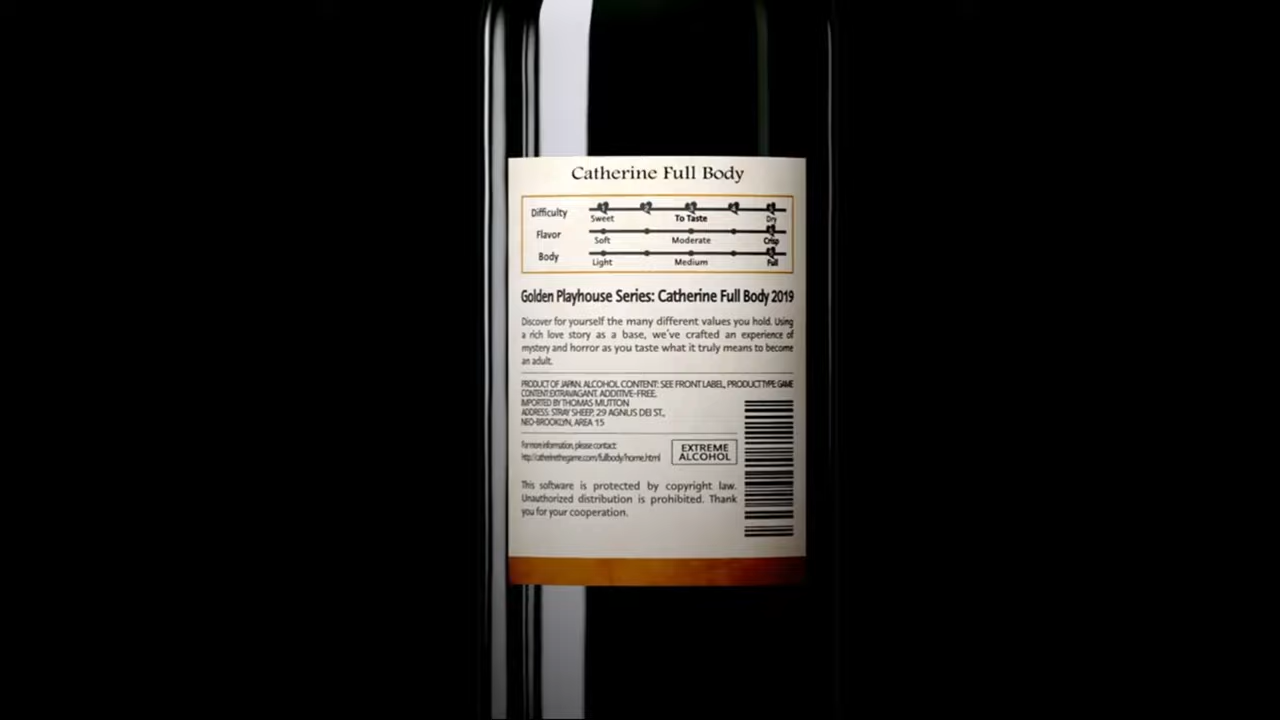 Catherine Full Body
Difficulty
Sweet To Taste Dry
Flavor
Soft Moderate Crisp
Body
Light Medium Full
Golden Playhouse Series: Catherine Full Body 2019
Discover for yourself the many different values you hold. Using
a rich love story as a base, we've crafted an experience of
mystery and horror as you taste what it truly means to become
an adult.
PRODUCT OF JAPAN. ALCOHOL CONTENT: SEE FRONT LABEL, PRODUCT TYPE: GAME
CONTENT: EXTRAVAGANT. ADDITIVE-FREE.
IMPORTED BY THOMAS MUTTON
ADDRESS: STRAY SHEEP, 29 AGNUS DEI ST.,
NEO-BROOKLYN, AREA 15
For more information, please contact:
http://catherinethegame.com/fullbody/home.html
EXTREME
ALCOHOL
This software is protected by copyright law.
Unauthorized distribution is prohibited. Thank
you for your cooperation.